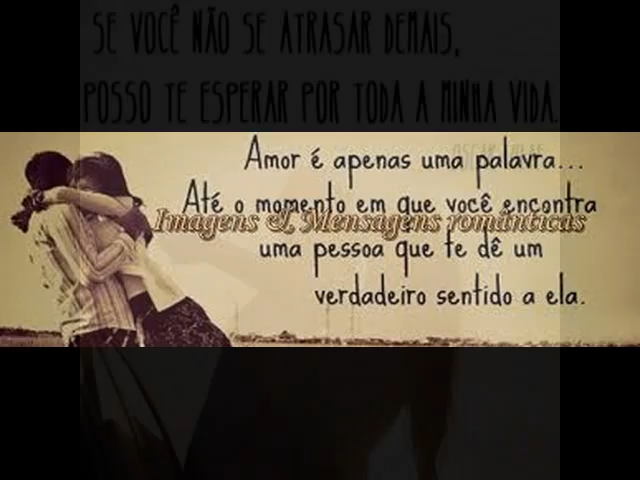 SE VOCÊ NÃO SE ATRASAR DEMAIS,
POSSO TE ESPERAR POR TODA A MINHA VIDA.
Amor é apenas uma palavra...
Até o momento em que você encontra
Imagens & Mensagens românticas
uma pessoa que te dê um
verdadeiro sentido a ela.